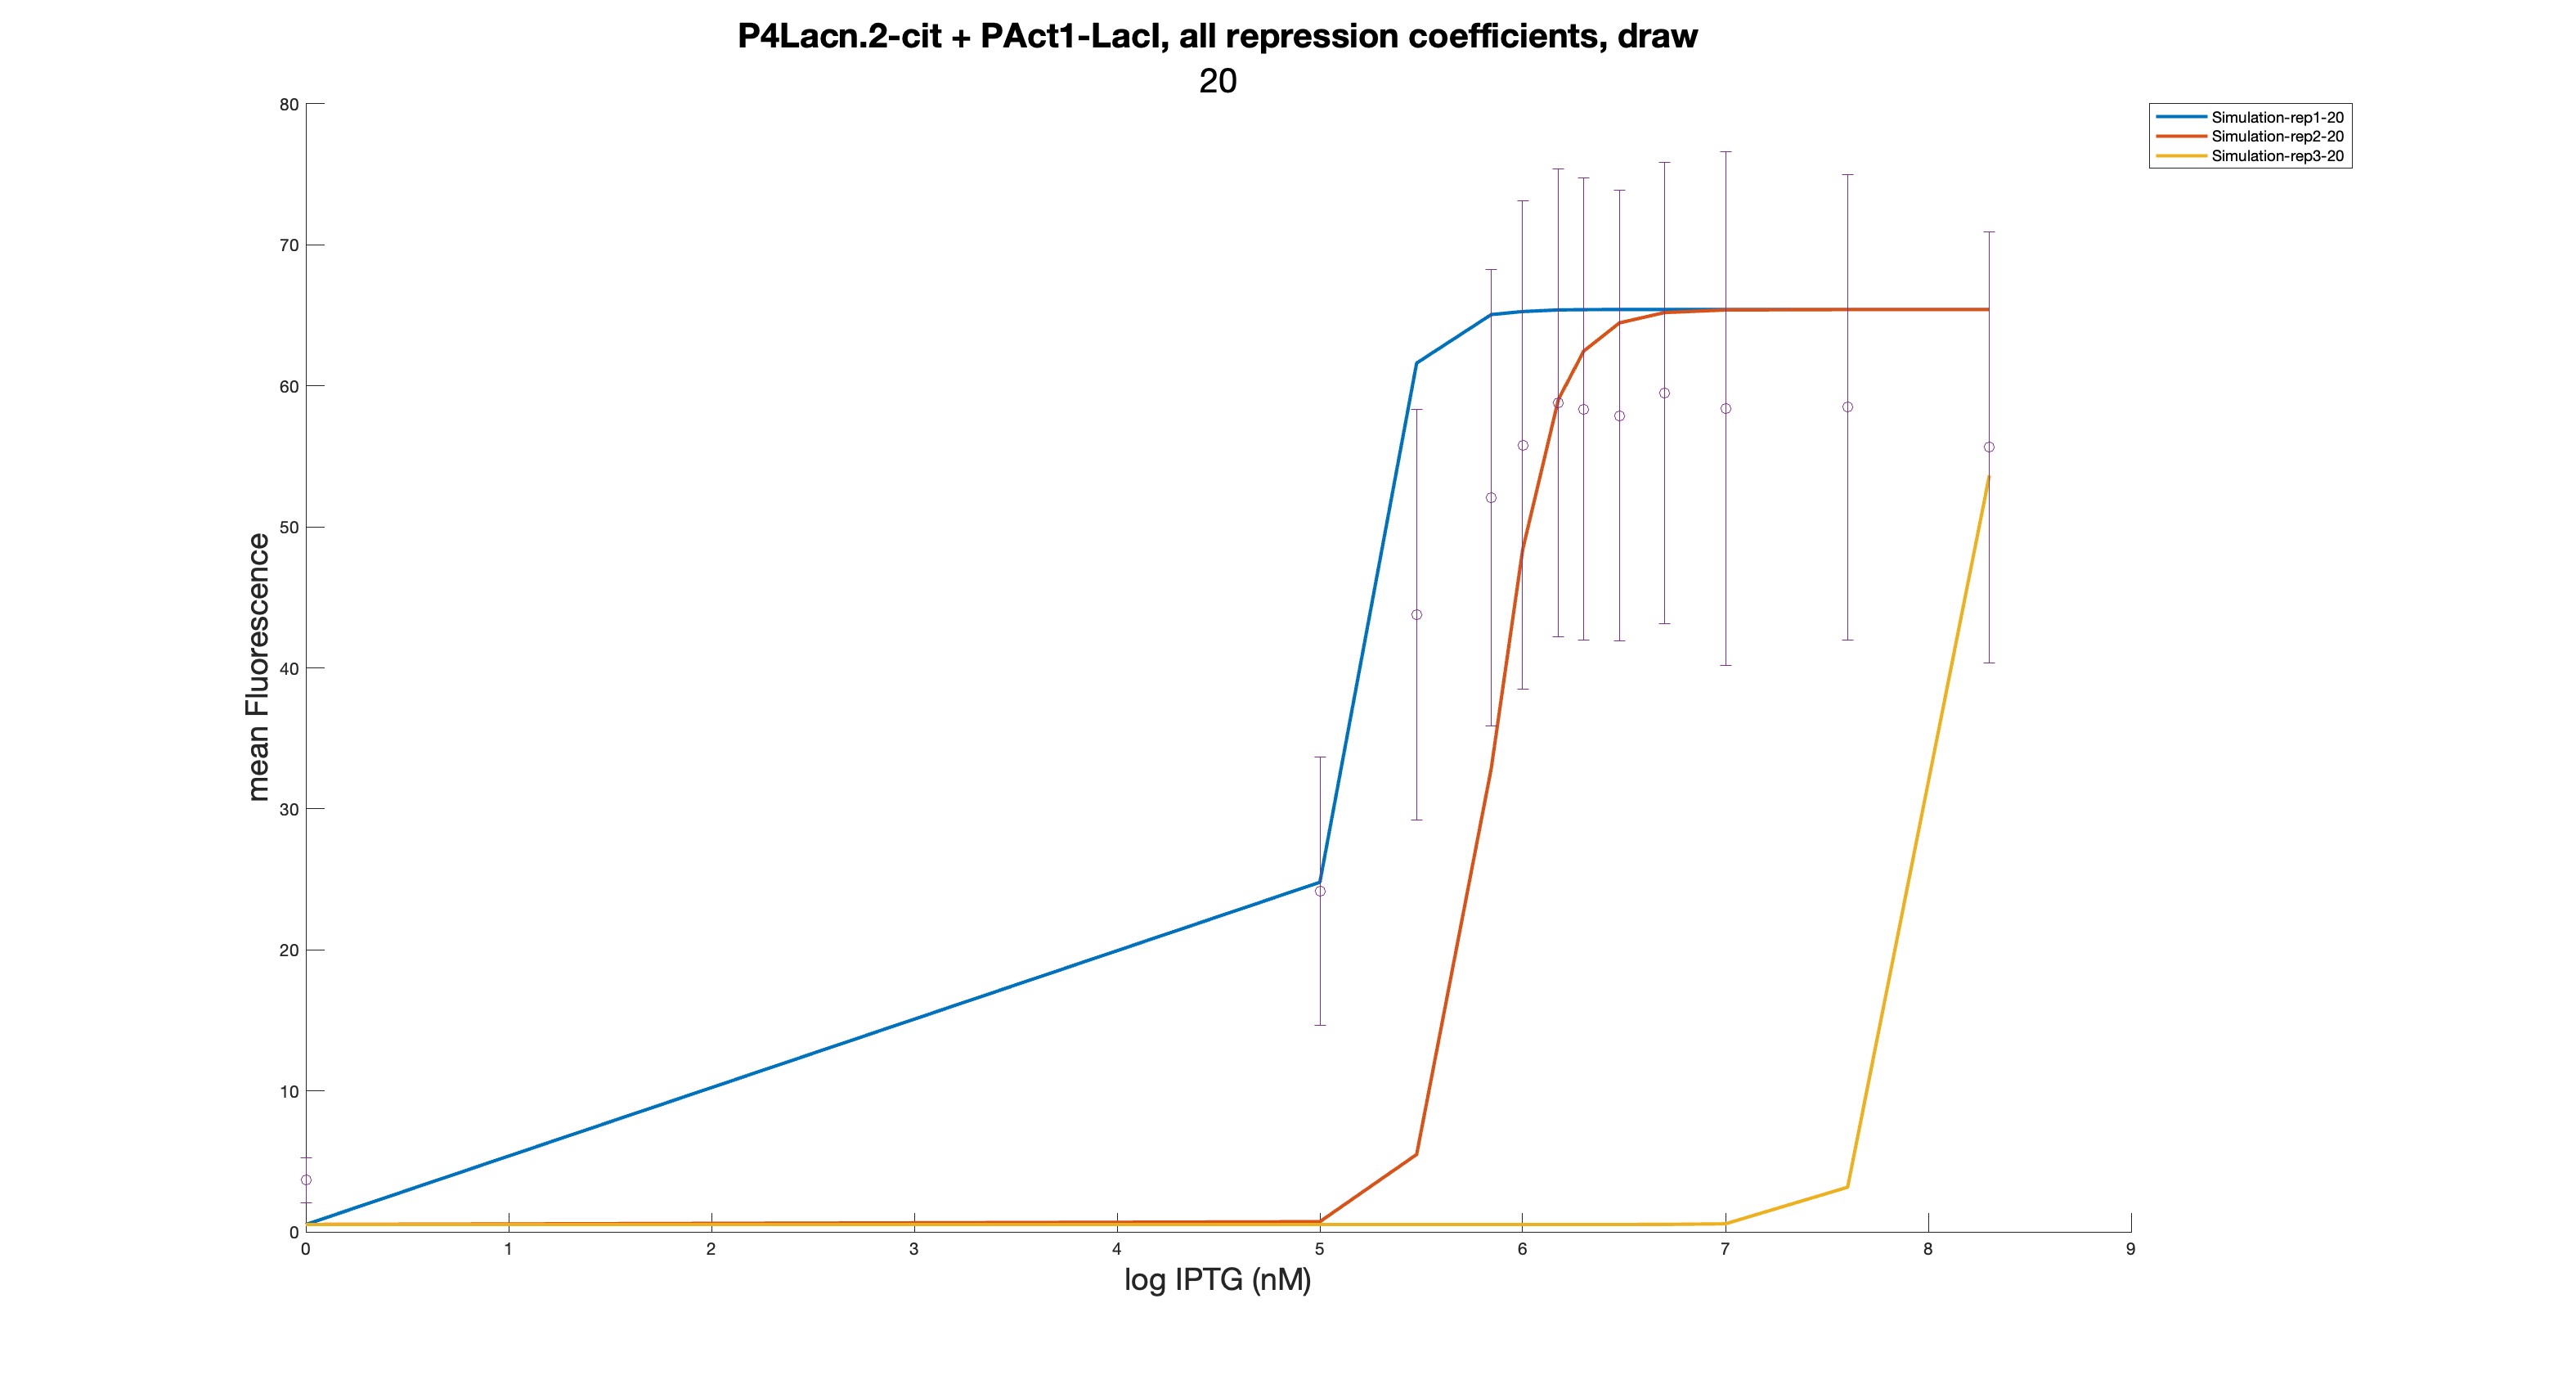 P4Lacn.2-cit + PAct1-LacI, all repression coefficients, draw
20
80
70
60
50
40
30
20
10
0
mean Fluorescence
0 1 2 3 4 5 6 7 8 9
log IPTG (nM)
Simulation-rep1-20
Simulation-rep2-20
Simulation-rep3-20